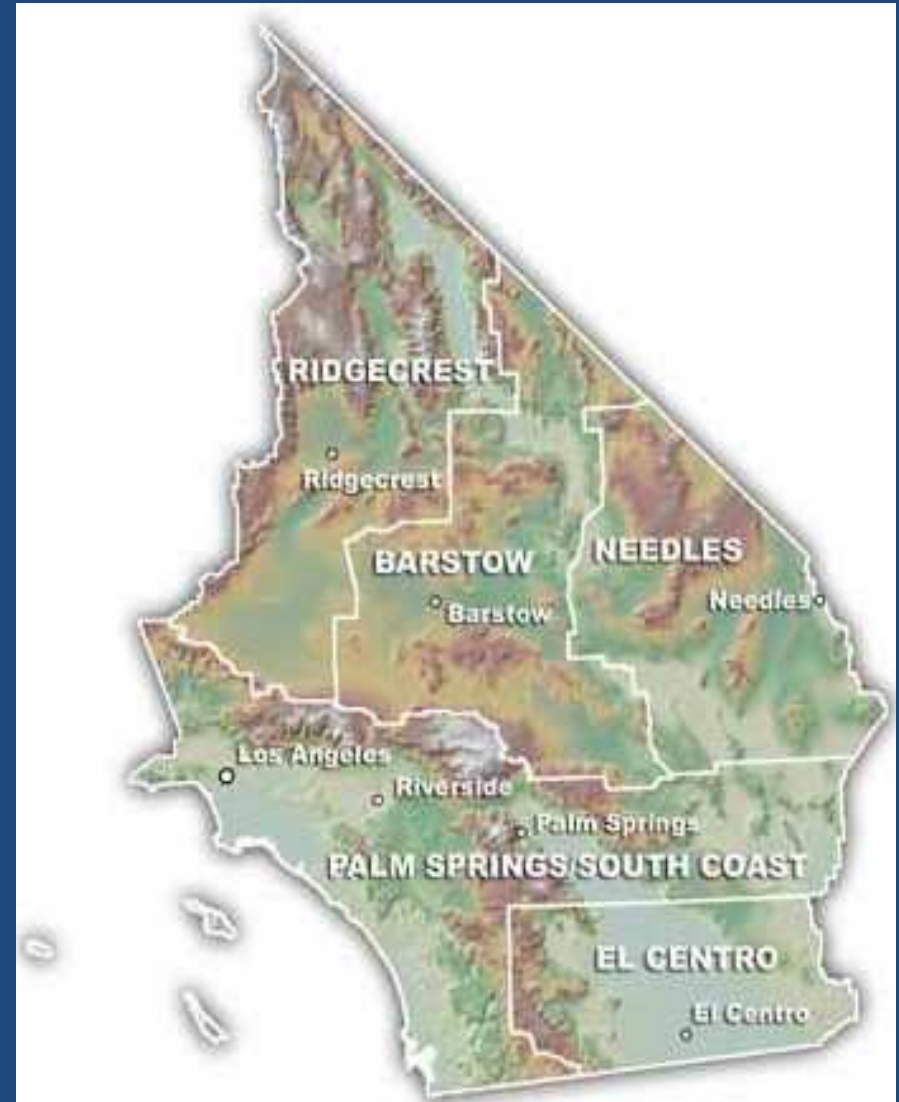 RIDGECREST
Ridgecrest
BARSTOW
NEEDLES
Needles
Barstow
Los Angeles
Riverside
Palm Springs
PALM SPRINGS/SOUTH COAST
EL CENTRO
El Centro